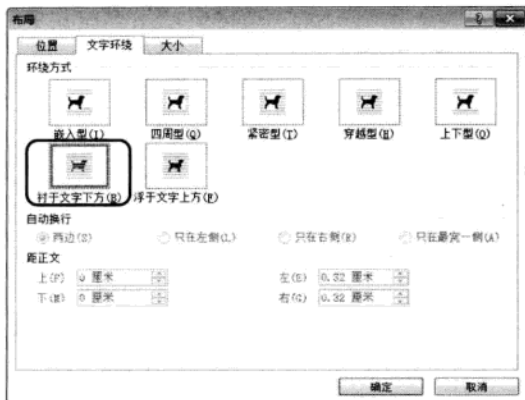 布局
位置 文字环绕 大小
环绕方式
嵌入型(I) 四周型(Q) 紧密型(T) 穿越型(H) 上下型(O)
衬于文字下方(B) 浮于文字上方(F)
自动换行
两边(S) 只在左侧(L) 只在右侧(R) 只在最宽一侧(A)
距正文
上(P) 0 厘米 左(E) 0.32 厘米
下(M) 0 厘米 右(G) 0.32 厘米
确定 取消